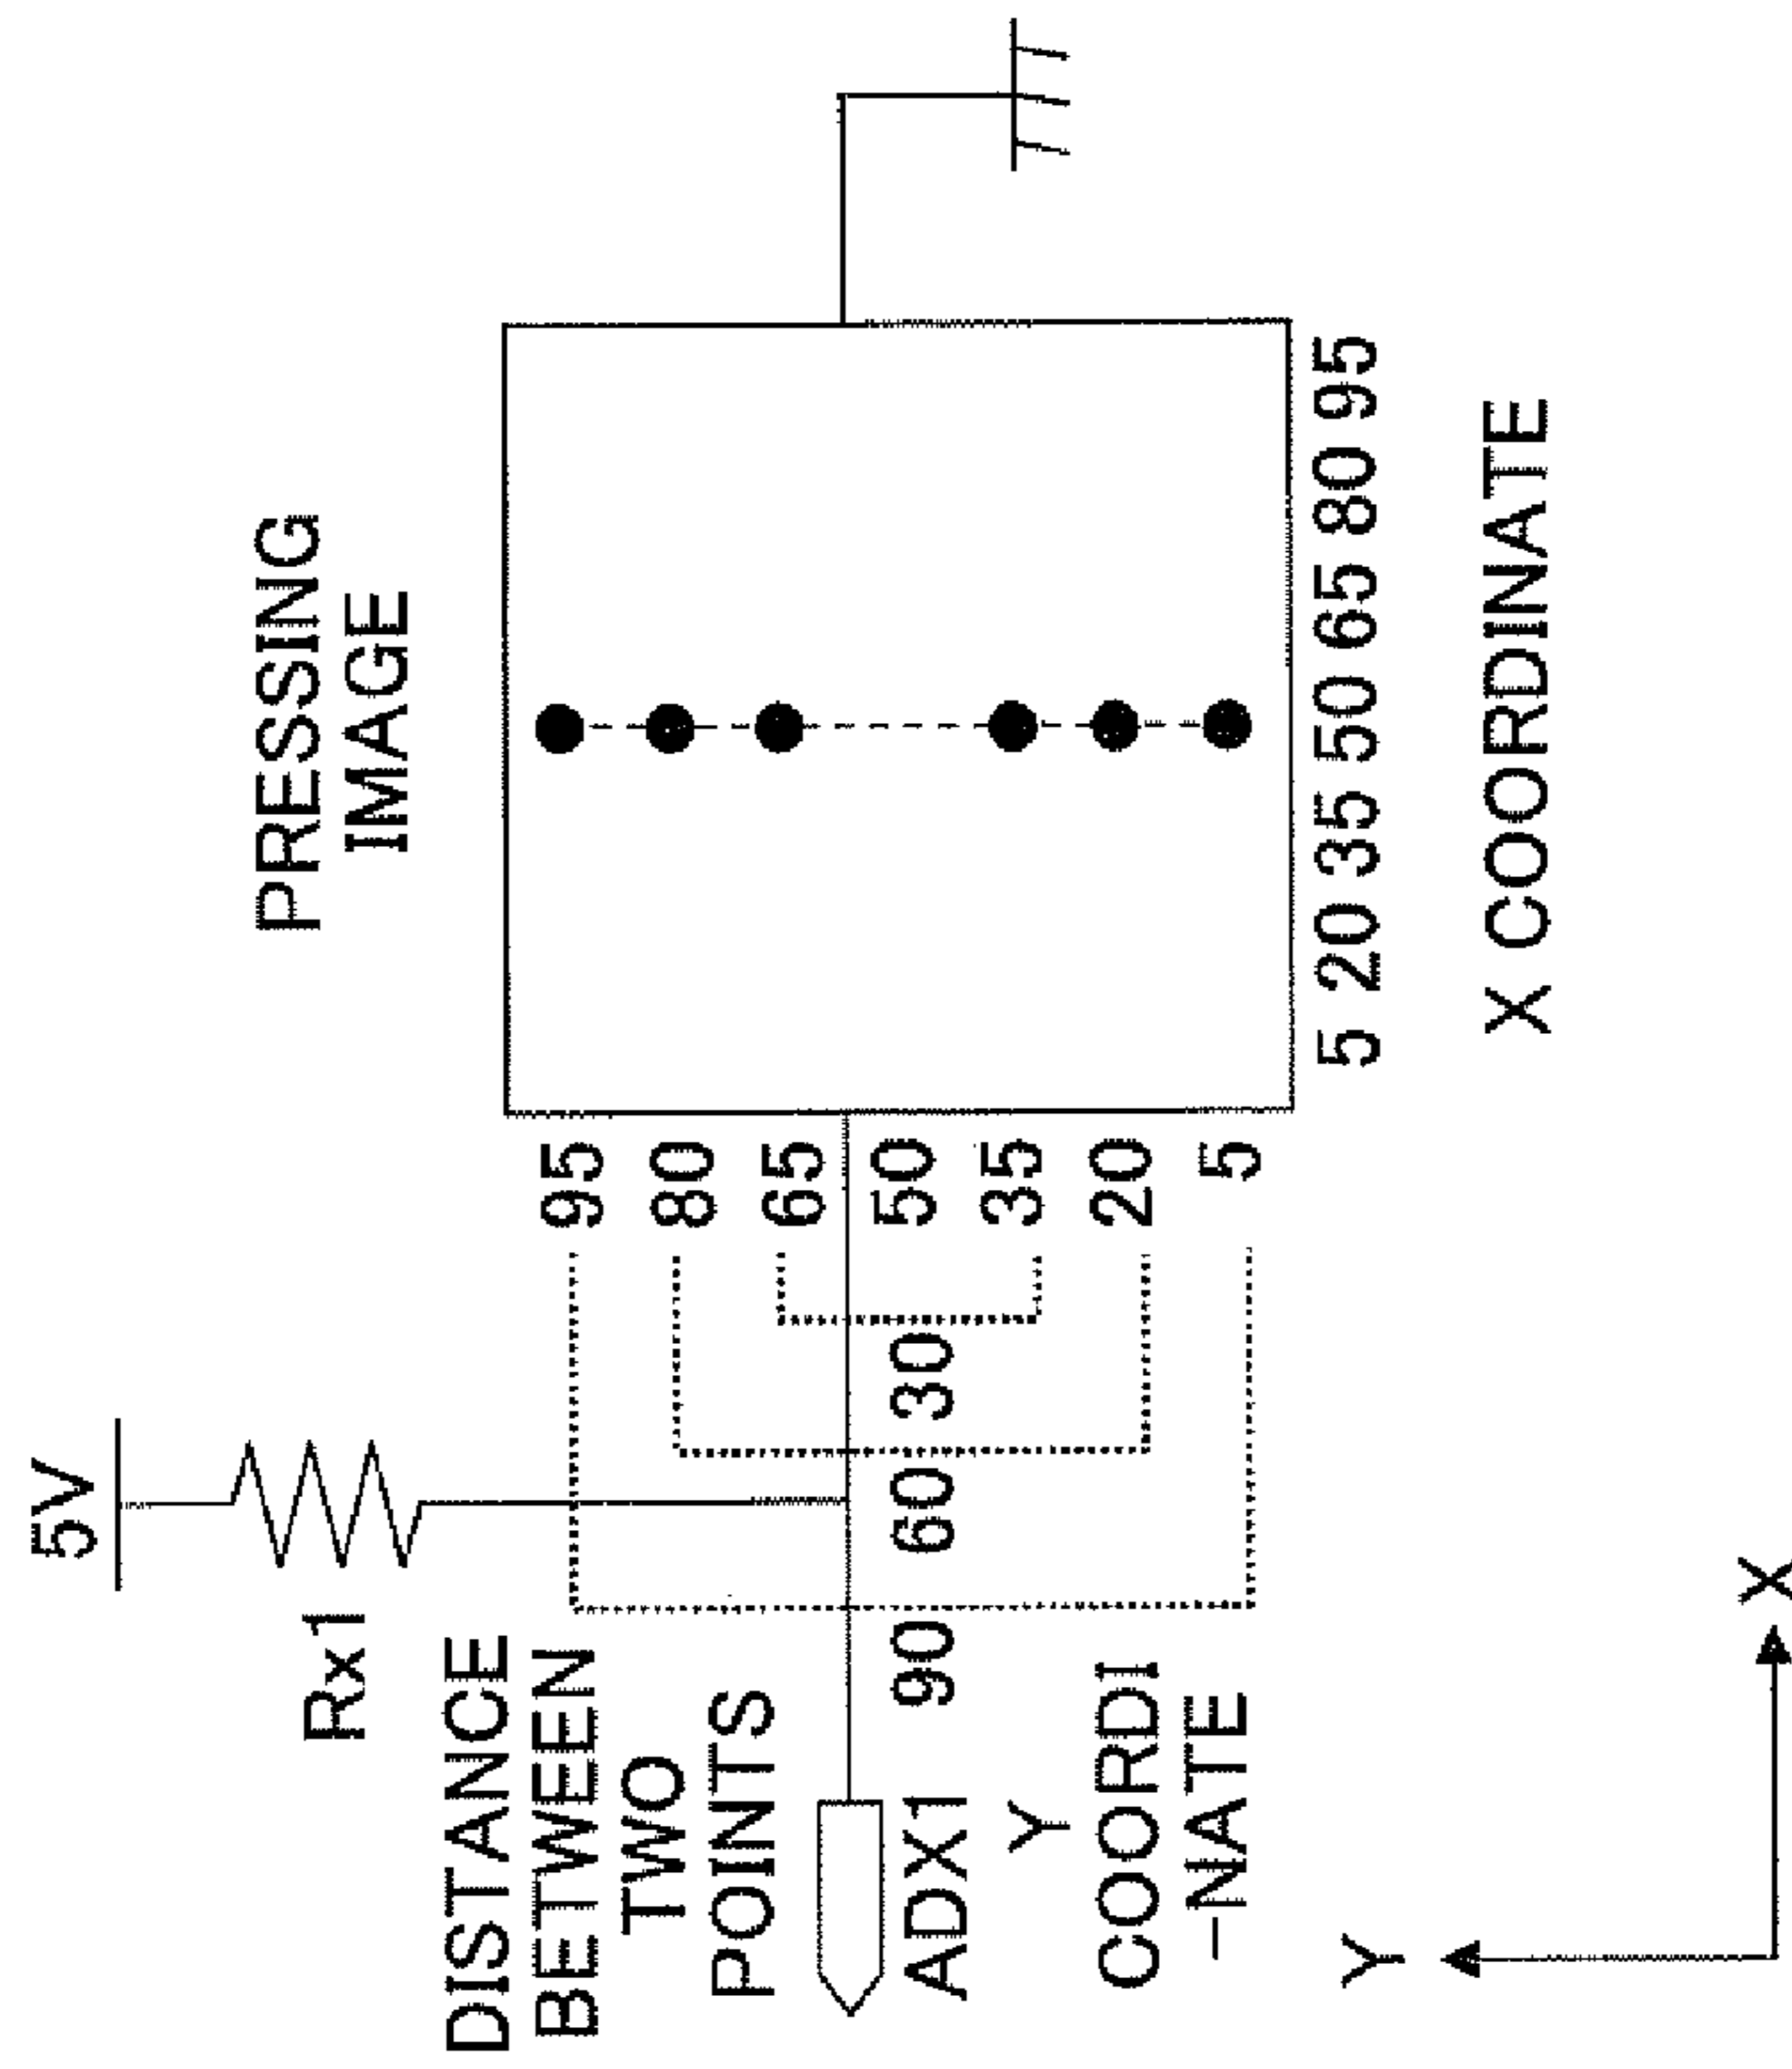 PRESSING
IMAGE
5V
Rx1
DISTANCE
BETWEEN
TWO
POINTS
ADX1
90 60 30
95
80
65
50
35
20
5
Y
COORDI
-NATE
5 20 35 50 65 80 95
X COORDINATE
Y
X